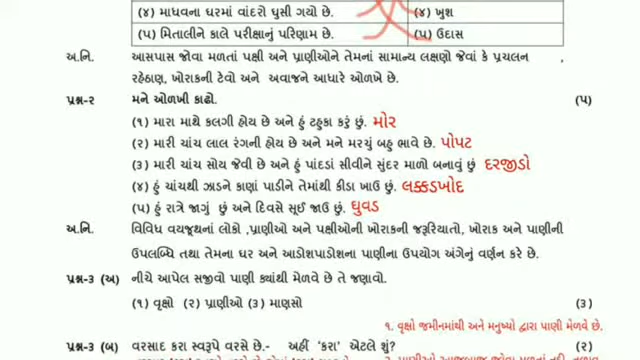 (૪) માધવના ઘરમાં વાંદરો ઘુસી ગયો છે. (૪) ખુશ
(૫) મિતાલીને કાલે પરીક્ષાનું પરિણામ છે. (૫) ઉદાસ
અ.નિ. આસપાસ જોવા મળતાં પક્ષી અને પ્રાણીઓને તેમનાં સામાન્ય લક્ષણો જેવાં કે પ્રચલન ,
રહેઠાણ, ખોરાકની ટેવો અને અવાજને આધારે ઓળખે છે.
પ્રશ્ન-૨ મને ઓળખી કાઢો. (૫)
(૧) મારા માથે કલગી હોય છે અને હું ટહુકા કરું છું. મોર
(૨) મારી ચાંચ લાલ રંગની હોય છે અને મને મરચું બહુ ભાવે છે. પોપટ
(૩) મારી ચાંચ સોય જેવી છે અને હું પાંદડાં સીવીને સુંદર માળો બનાવું છું દરજીડો
(૪) હું ચાંચથી ઝાડને કાણાં પાડીને તેમાંથી કીડા ખાઉં છું. લક્કડખોદ
(૫) હું રાત્રે જાગું છું અને દિવસે સૂઈ જાઉં છું. ઘુવડ
અ.નિ. વિવિધ વયજૂથનાં લોકો ,પ્રાણીઓ અને પક્ષીઓની ખોરાકની જરૂરિયાતો, ખોરાક અને પાણીની
ઉપલબ્ધિ તથા તેમના ઘર અને આડોશપાડોશના પાણીના ઉપયોગ અંગેનું વર્ણન કરે છે.
પ્રશ્ન-૩ (અ) નીચે આપેલ સજીવો પાણી ક્યાંથી મેળવે છે તે જણાવો.
(૧) વૃક્ષો (૨) પ્રાણીઓ (૩) માણસો (૩)
૧. વૃક્ષો જમીનમાંથી અને મનુષ્યો દ્વારા પાણી મેળવે છે.
પ્રશ્ન-૩ (બ) વરસાદ કરા સ્વરૂપે વરસે છે.- અહીં ‘કરા’ એટલે શું? (૨)